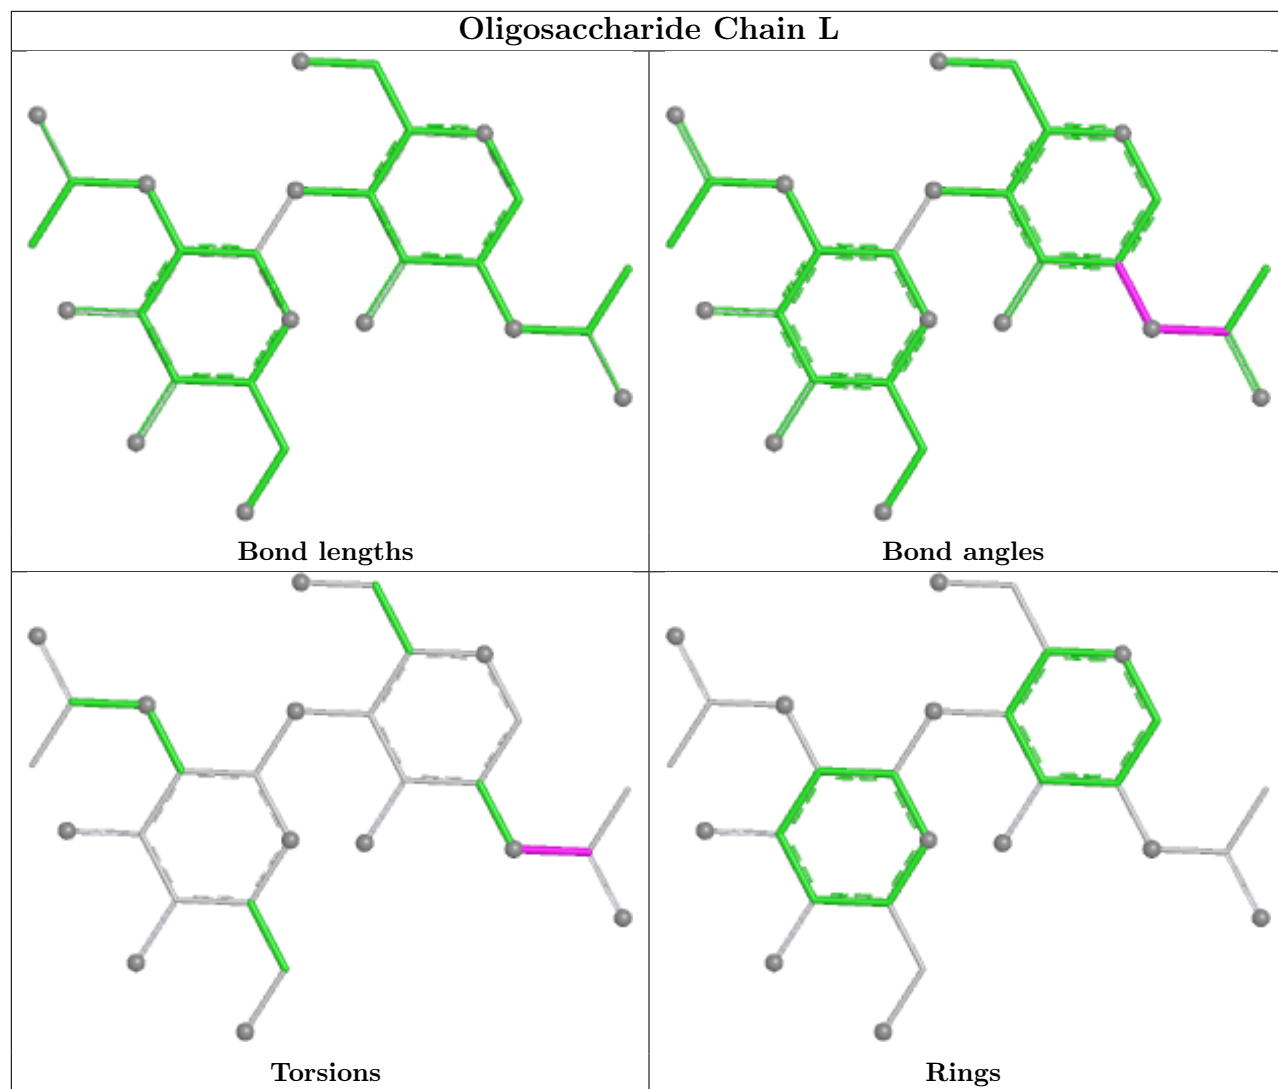 Oligosaccharide Chain L
Bond lengths
Bond angles
Torsions
Rings